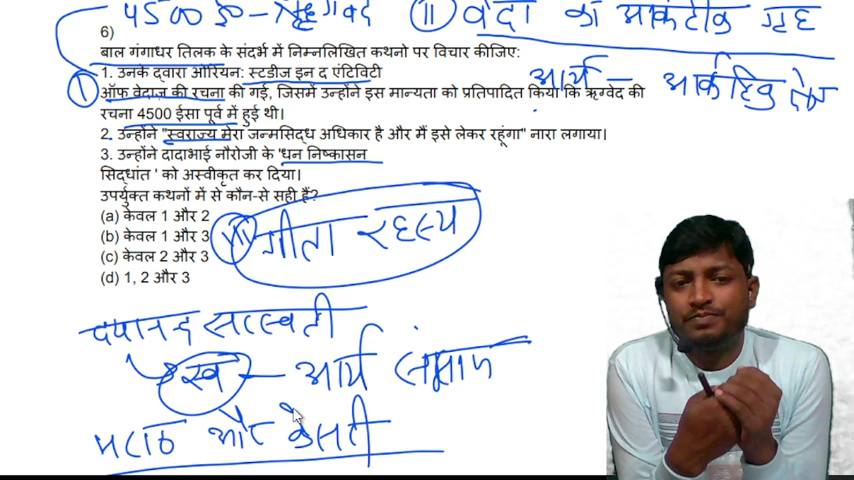 4500 ई० – ऋग्वेद (II) वेदों का आर्कटिक गृह
6)
बाल गंगाधर तिलक के संदर्भ में निम्नलिखित कथनो पर विचार कीजिए:
आर्य – आर्कटिक
1. उनके द्वारा ओरियन: स्टडीज इन द एंटिविटी
(I) ऑफ वेदाज़ की रचना की गई, जिसमें उन्होंने इस मान्यता को प्रतिपादित किया कि ऋग्वेद की
रचना 4500 ईसा पूर्व में हुई थी।
2. उन्होंने "स्वराज्य मेरा जन्मसिद्ध अधिकार है और मैं इसे लेकर रहूंगा" नारा लगाया।
3. उन्होंने दादाभाई नौरोजी के 'धन निष्कासन
सिद्धांत ' को अस्वीकृत कर दिया।
उपर्युक्त कथनों में से कौन-से सही हैं?
(a) केवल 1 और 2
(b) केवल 1 और 3
(III) गीता रहस्य
(c) केवल 2 और 3
(d) 1, 2 और 3
दयानन्द सरस्वती
स्व – आर्य समाज
मराठा और केसरी